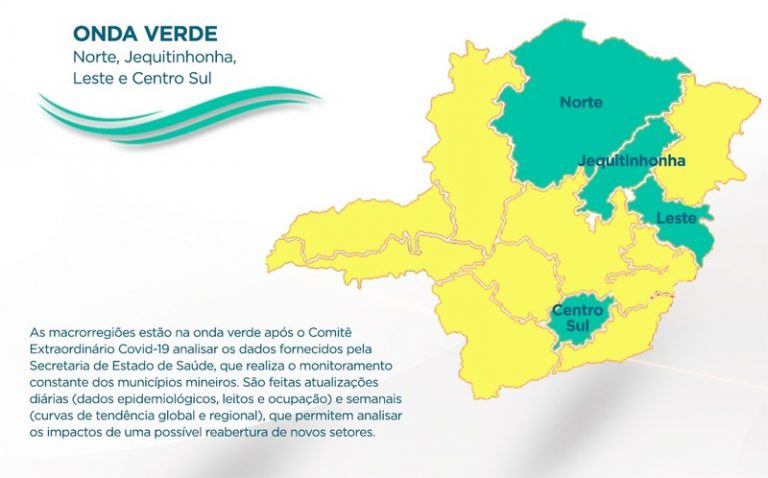 ONDA VERDE
Norte, Jequitinhonha,
Leste e Centro Sul
Norte
Jequitinhonha
Leste
Centro
Sul
As macrorregiões estão na onda verde após o Comitê
Extraordinário Covid-19 analisar os dados fornecidos pela
Secretaria de Estado de Saúde, que realiza o monitoramento
constante dos municípios mineiros. São feitas atualizações
diárias (dados epidemiológicos, leitos e ocupação) e semanais
(curvas de tendência global e regional), que permitem analisar
os impactos de uma possível reabertura de novos setores.